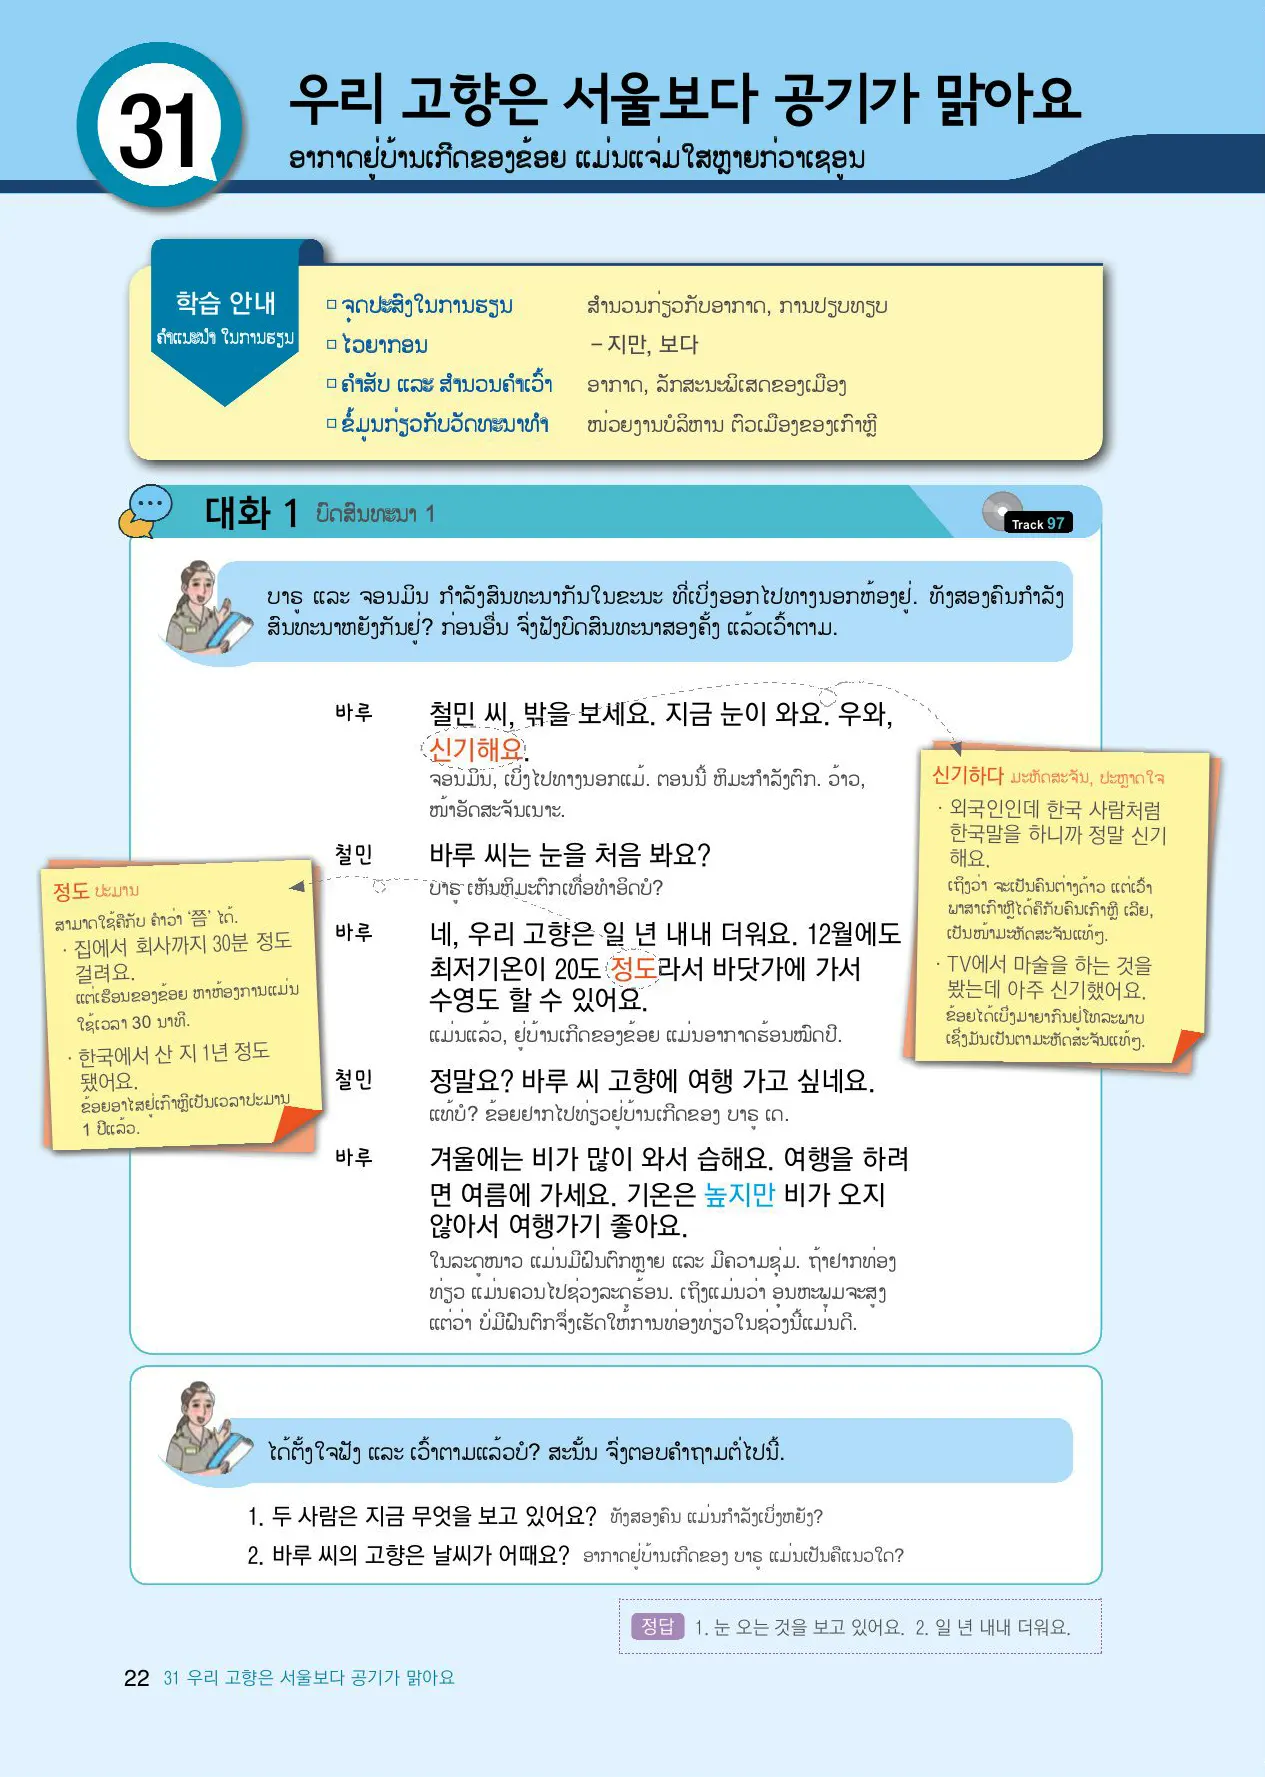 31
우리 고향은 서울보다 공기가 맑아요
ອາກາດຢູ່ບ້ານເກີດຂອງຂ້ອຍ ແມ່ນແຈ່ມໃສຫຼາຍກ່ວາເຊອູນ
학습 안내
ຄຳແນະນຳ ໃນການຮຽນ
□ ຈຸດປະສົງໃນການຮຽນ ສຳນວນກ່ຽວກັບອາກາດ, ການປຽບທຽບ
□ ໄວຍາກອນ – 지만, 보다
□ ຄຳສັບ ແລະ ສຳນວນຄຳເວົ້າ ອາກາດ, ລັກສະນະພິເສດຂອງເມືອງ
□ ຂໍ້ມູນກ່ຽວກັບວັດທະນາທຳ ໜ່ວຍງານບໍລິຫານ ຕົວເມືອງຂອງເກົາຫຼີ
대화 1 ບົດສົນທະນາ 1
Track 97
ບາຣູ ແລະ ຈອນມິນ ກຳລັງສົນທະນາກັນໃນຂະນະ ທີ່ເບິ່ງອອກໄປທາງນອກຫ້ອງຢູ່. ທັງສອງຄົນກຳລັງ
ສົນທະນາຫຍັງກັນຢູ່? ກ່ອນອື່ນ ຈົ່ງຟັງບົດສົນທະນາສອງຄັ້ງ ແລ້ວເວົ້າຕາມ.
바루 철민 씨, 밖을 보세요. 지금 눈이 와요. 우와,
신기해요.
ຈອນມິນ, ເບິ່ງໄປທາງນອກແມ້. ຕອນນີ້ ຫິມະກຳລັງຕົກ. ວ້າວ,
ໜ້າອັດສະຈັນເນາະ.
철민 바루 씨는 눈을 처음 봐요?
ບາຣູ ເຫັນຫິມະຕົກເທື່ອທຳອິດບໍ?
바루 네, 우리 고향은 일 년 내내 더워요. 12월에도
최저기온이 20도 정도라서 바닷가에 가서
수영도 할 수 있어요.
ແມ່ນແລ້ວ, ຢູ່ບ້ານເກີດຂອງຂ້ອຍ ແມ່ນອາກາດຮ້ອນໝົດປີ.
철민 정말요? 바루 씨 고향에 여행 가고 싶네요.
ແທ້ບໍ? ຂ້ອຍຢາກໄປທ່ຽວຢູ່ບ້ານເກີດຂອງ ບາຣູ ເດ.
바루 겨울에는 비가 많이 와서 습해요. 여행을 하려
면 여름에 가세요. 기온은 높지만 비가 오지
않아서 여행가기 좋아요.
ໃນລະດູໜາວ ແມ່ນມີຝົນຕົກຫຼາຍ ແລະ ມີຄວາມຊຸ່ມ. ຖ້າຢາກທ່ອງ
ທ່ຽວ ແມ່ນຄວນໄປຊ່ວງລະດູຮ້ອນ. ເຖິງແມ່ນວ່າ ອຸນຫະພູມຈະສູງ
ແຕ່ວ່າ ບໍ່ມີຝົນຕົກຈຶ່ງເຮັດໃຫ້ການທ່ອງທ່ຽວໃນຊ່ວງນີ້ແມ່ນດີ.
신기하다 ມະຫັດສະຈັນ, ປະຫຼາດໃຈ
· 외국인인데 한국 사람처럼
한국말을 하니까 정말 신기
해요.
ເຖິງວ່າ ຈະເປັນຄົນຕ່າງດ້າວ ແຕ່ເວົ້າ
ພາສາເກົາຫຼີໄດ້ຄືກັບຄົນເກົາຫຼີ ເລີຍ,
ເປັນໜ້າມະຫັດສະຈັນແທ້ໆ.
· TV에서 마술을 하는 것을
봤는데 아주 신기했어요.
ຂ້ອຍໄດ້ເບິ່ງມາຍາກົນຢູ່ໂທລະພາບ
ເຊິ່ງມັນເປັນຕາມະຫັດສະຈັນແທ້ໆ.
정도 ປະມານ
ສາມາດໃຊ້ຄືກັບ ຄຳວ່າ ‘쯤’ ໄດ້.
· 집에서 회사까지 30분 정도
걸려요.
ແຕ່ເຮືອນຂອງຂ້ອຍ ຫາຫ້ອງການແມ່ນ
ໃຊ້ເວລາ 30 ນາທີ.
· 한국에서 산 지 1년 정도
됐어요.
ຂ້ອຍອາໄສຢູ່ເກົາຫຼີເປັນເວລາປະມານ
1 ປີແລ້ວ.
ໄດ້ຕັ້ງໃຈຟັງ ແລະ ເວົ້າຕາມແລ້ວບໍ? ສະນັ້ນ ຈົ່ງຕອບຄຳຖາມຕໍ່ໄປນີ້.
1. 두 사람은 지금 무엇을 보고 있어요? ທັງສອງຄົນ ແມ່ນກຳລັງເບິ່ງຫຍັງ?
2. 바루 씨의 고향은 날씨가 어때요? ອາກາດຢູ່ບ້ານເກີດຂອງ ບາຣູ ແມ່ນເປັນຄືແນວໃດ?
정답 1. 눈 오는 것을 보고 있어요. 2. 일 년 내내 더워요.
22 31 우리 고향은 서울보다 공기가 맑아요